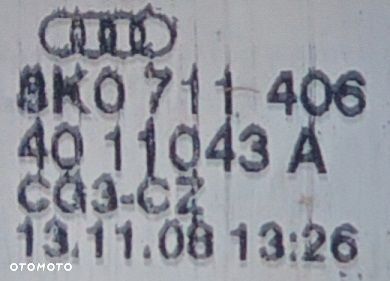 8K0 711 406
40 11043 A
CG3-CZ
13.11.08 13:26
OTOMOTO